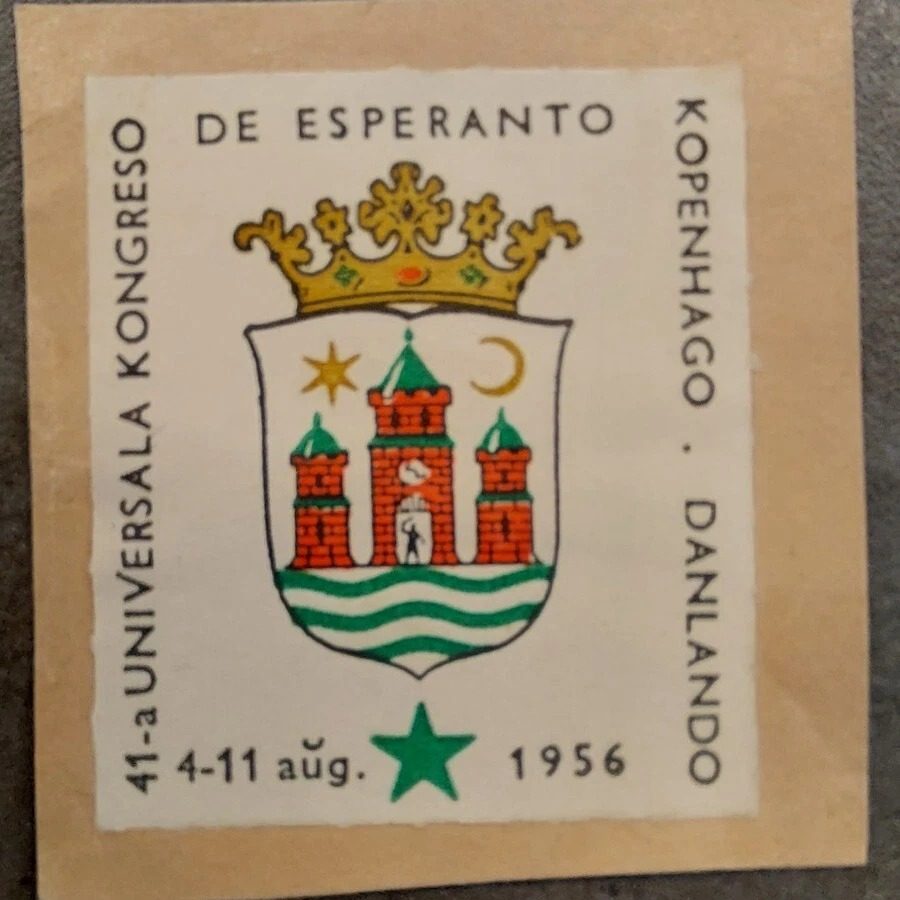 41-a UNIVERSALA KONGRESO
DE ESPERANTO
KOPENHAGO . DANLANDO
4-11 aŭg. 1956